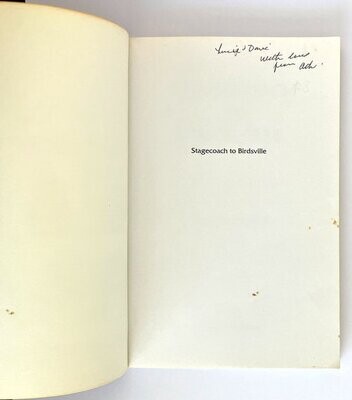 & Dave
With love
from
Stagecoach to Birdsville